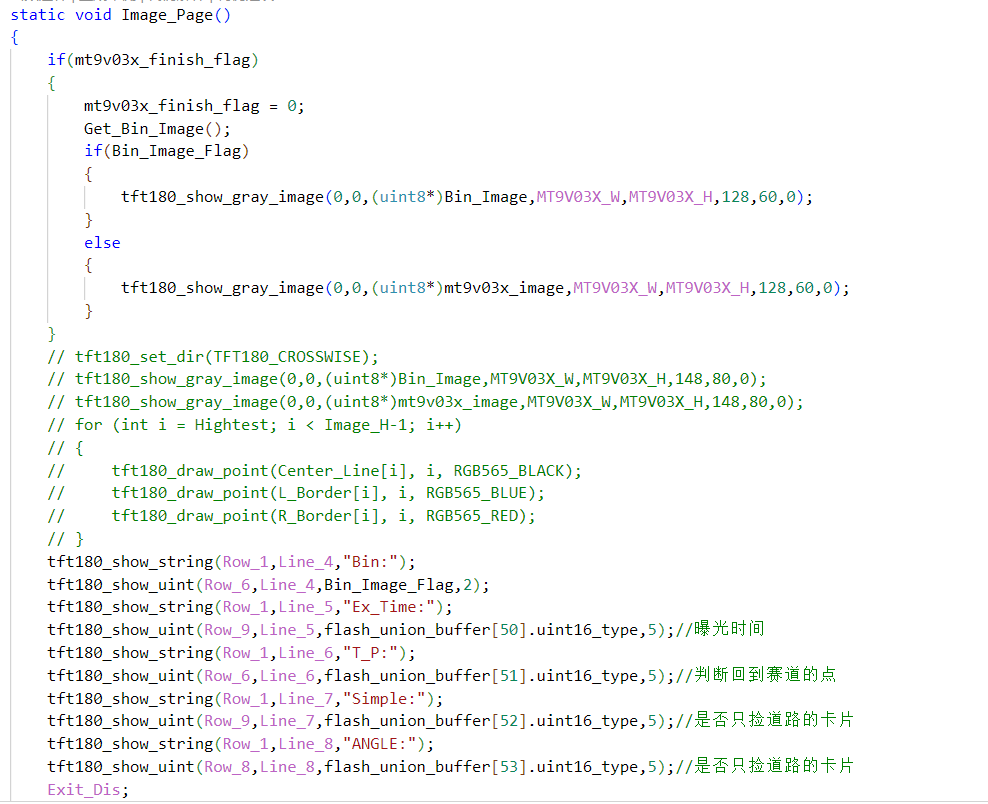 static void Image_Page()
{
    if(mt9v03x_finish_flag)
    {
        mt9v03x_finish_flag = 0;
        Get_Bin_Image();
        if(Bin_Image_Flag)
        {
            tft180_show_gray_image(0,0,(uint8*)Bin_Image,MT9V03X_W,MT9V03X_H,128,60,0);
        }
        else
        {
            tft180_show_gray_image(0,0,(uint8*)mt9v03x_image,MT9V03X_W,MT9V03X_H,128,60,0);
        }
    }
    // tft180_set_dir(TFT180_CROSSWISE);
    // tft180_show_gray_image(0,0,(uint8*)Bin_Image,MT9V03X_W,MT9V03X_H,148,80,0);
    // tft180_show_gray_image(0,0,(uint8*)mt9v03x_image,MT9V03X_W,MT9V03X_H,148,80,0);
    // for (int i = Hightest; i < Image_H-1; i++)
    // {
    //     tft180_draw_point(Center_Line[i], i, RGB565_BLACK);
    //     tft180_draw_point(L_Border[i], i, RGB565_BLUE);
    //     tft180_draw_point(R_Border[i], i, RGB565_RED);
    // }
    tft180_show_string(Row_1,Line_4,"Bin:");
    tft180_show_uint(Row_6,Line_4,Bin_Image_Flag,2);
    tft180_show_string(Row_1,Line_5,"Ex_Time:");
    tft180_show_uint(Row_9,Line_5,flash_union_buffer[50].uint16_type,5);//曝光时间
    tft180_show_string(Row_1,Line_6,"T_P:");
    tft180_show_uint(Row_6,Line_6,flash_union_buffer[51].uint16_type,5);//判断回到赛道的点
    tft180_show_string(Row_1,Line_7,"Simple:");
    tft180_show_uint(Row_9,Line_7,flash_union_buffer[52].uint16_type,5);//是否只捡道路的卡片
    tft180_show_string(Row_1,Line_8,"ANGLE:");
    tft180_show_uint(Row_8,Line_8,flash_union_buffer[53].uint16_type,5);//是否只捡道路的卡片
    Exit_Dis;